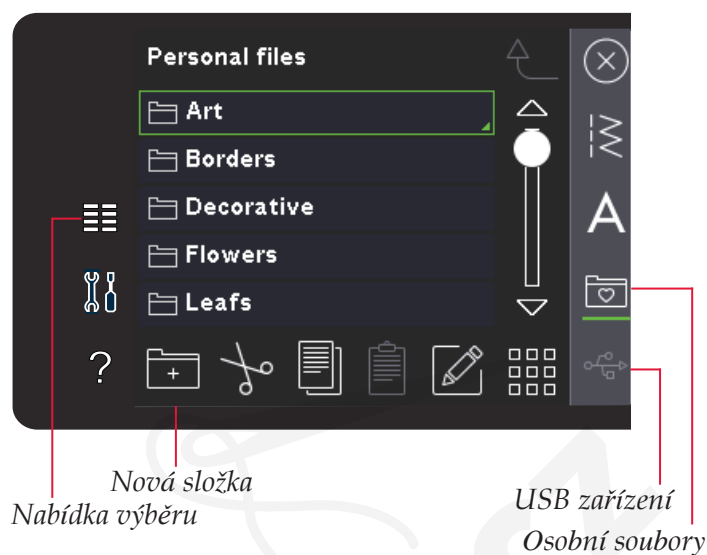 Personal files
Art
Borders
Decorative
Flowers
Leafs
A
?
Nová složka
Nabídka výběru
USB zařízení
Osobní soubory